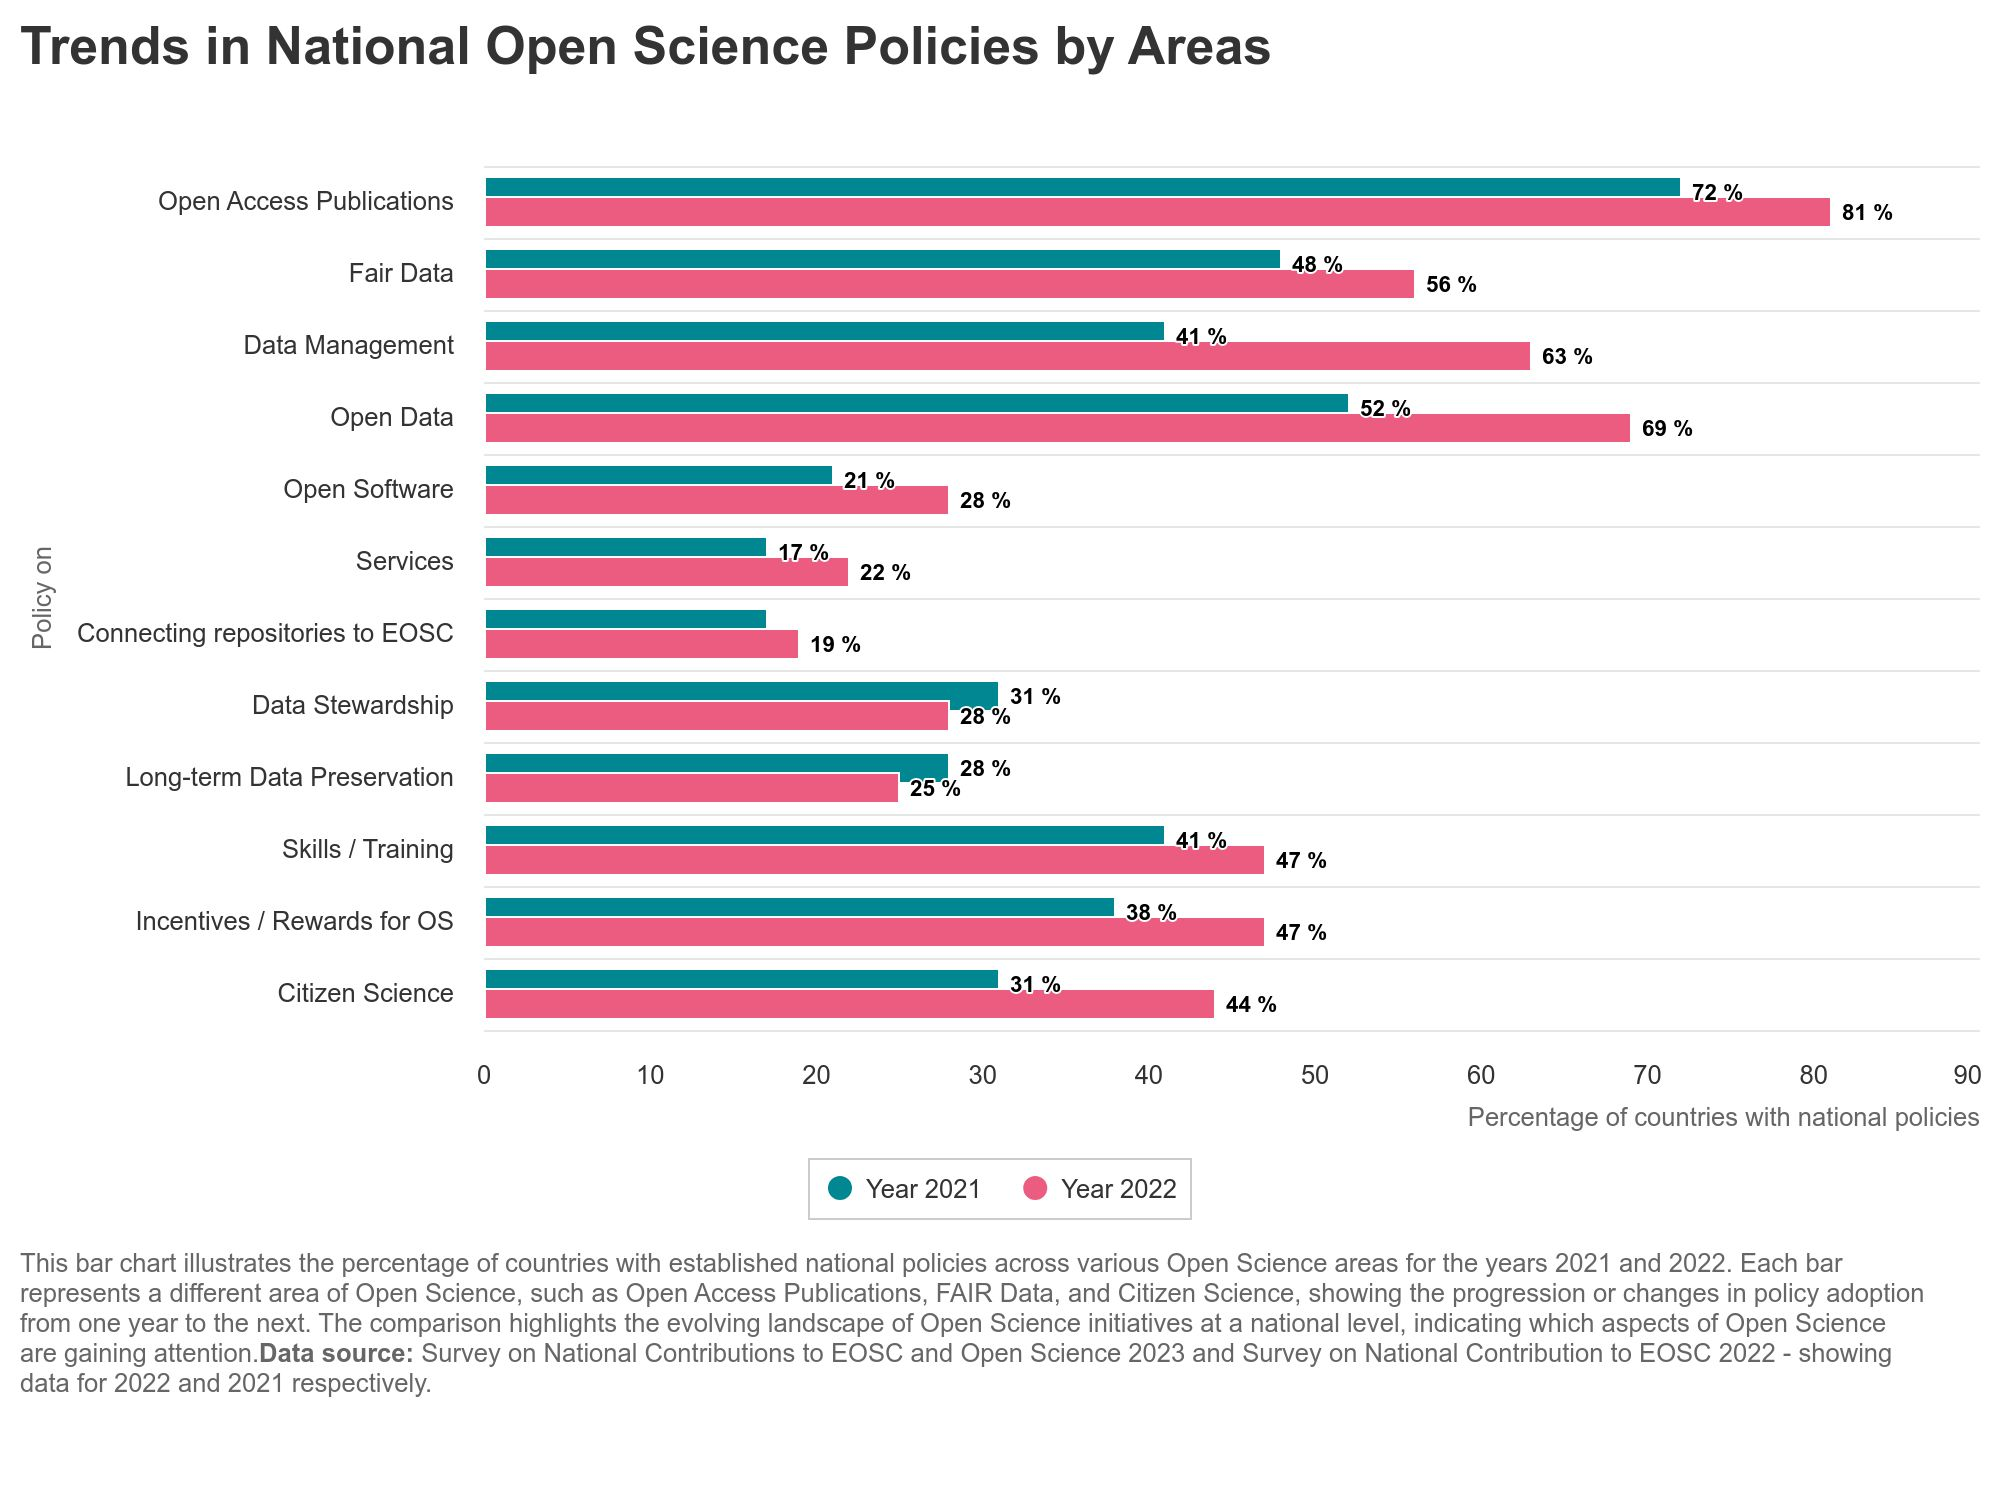 Trends in National Open Science Policies by Areas
Policy on
Open Access Publications
72 %
81 %
Fair Data
48 %
56 %
Data Management
41 %
63 %
Open Data
52 %
69 %
Open Software
21 %
28 %
Services
17 %
22 %
Connecting repositories to EOSC
19 %
Data Stewardship
31 %
28 %
Long-term Data Preservation
28 %
25 %
Skills / Training
41 %
47 %
Incentives / Rewards for OS
38 %
47 %
Citizen Science
31 %
44 %
0 10 20 30 40 50 60 70 80 90
Percentage of countries with national policies
Year 2021 Year 2022
This bar chart illustrates the percentage of countries with established national policies across various Open Science areas for the years 2021 and 2022. Each bar
represents a different area of Open Science, such as Open Access Publications, FAIR Data, and Citizen Science, showing the progression or changes in policy adoption
from one year to the next. The comparison highlights the evolving landscape of Open Science initiatives at a national level, indicating which aspects of Open Science
are gaining attention.Data source: Survey on National Contributions to EOSC and Open Science 2023 and Survey on National Contribution to EOSC 2022 - showing
data for 2022 and 2021 respectively.